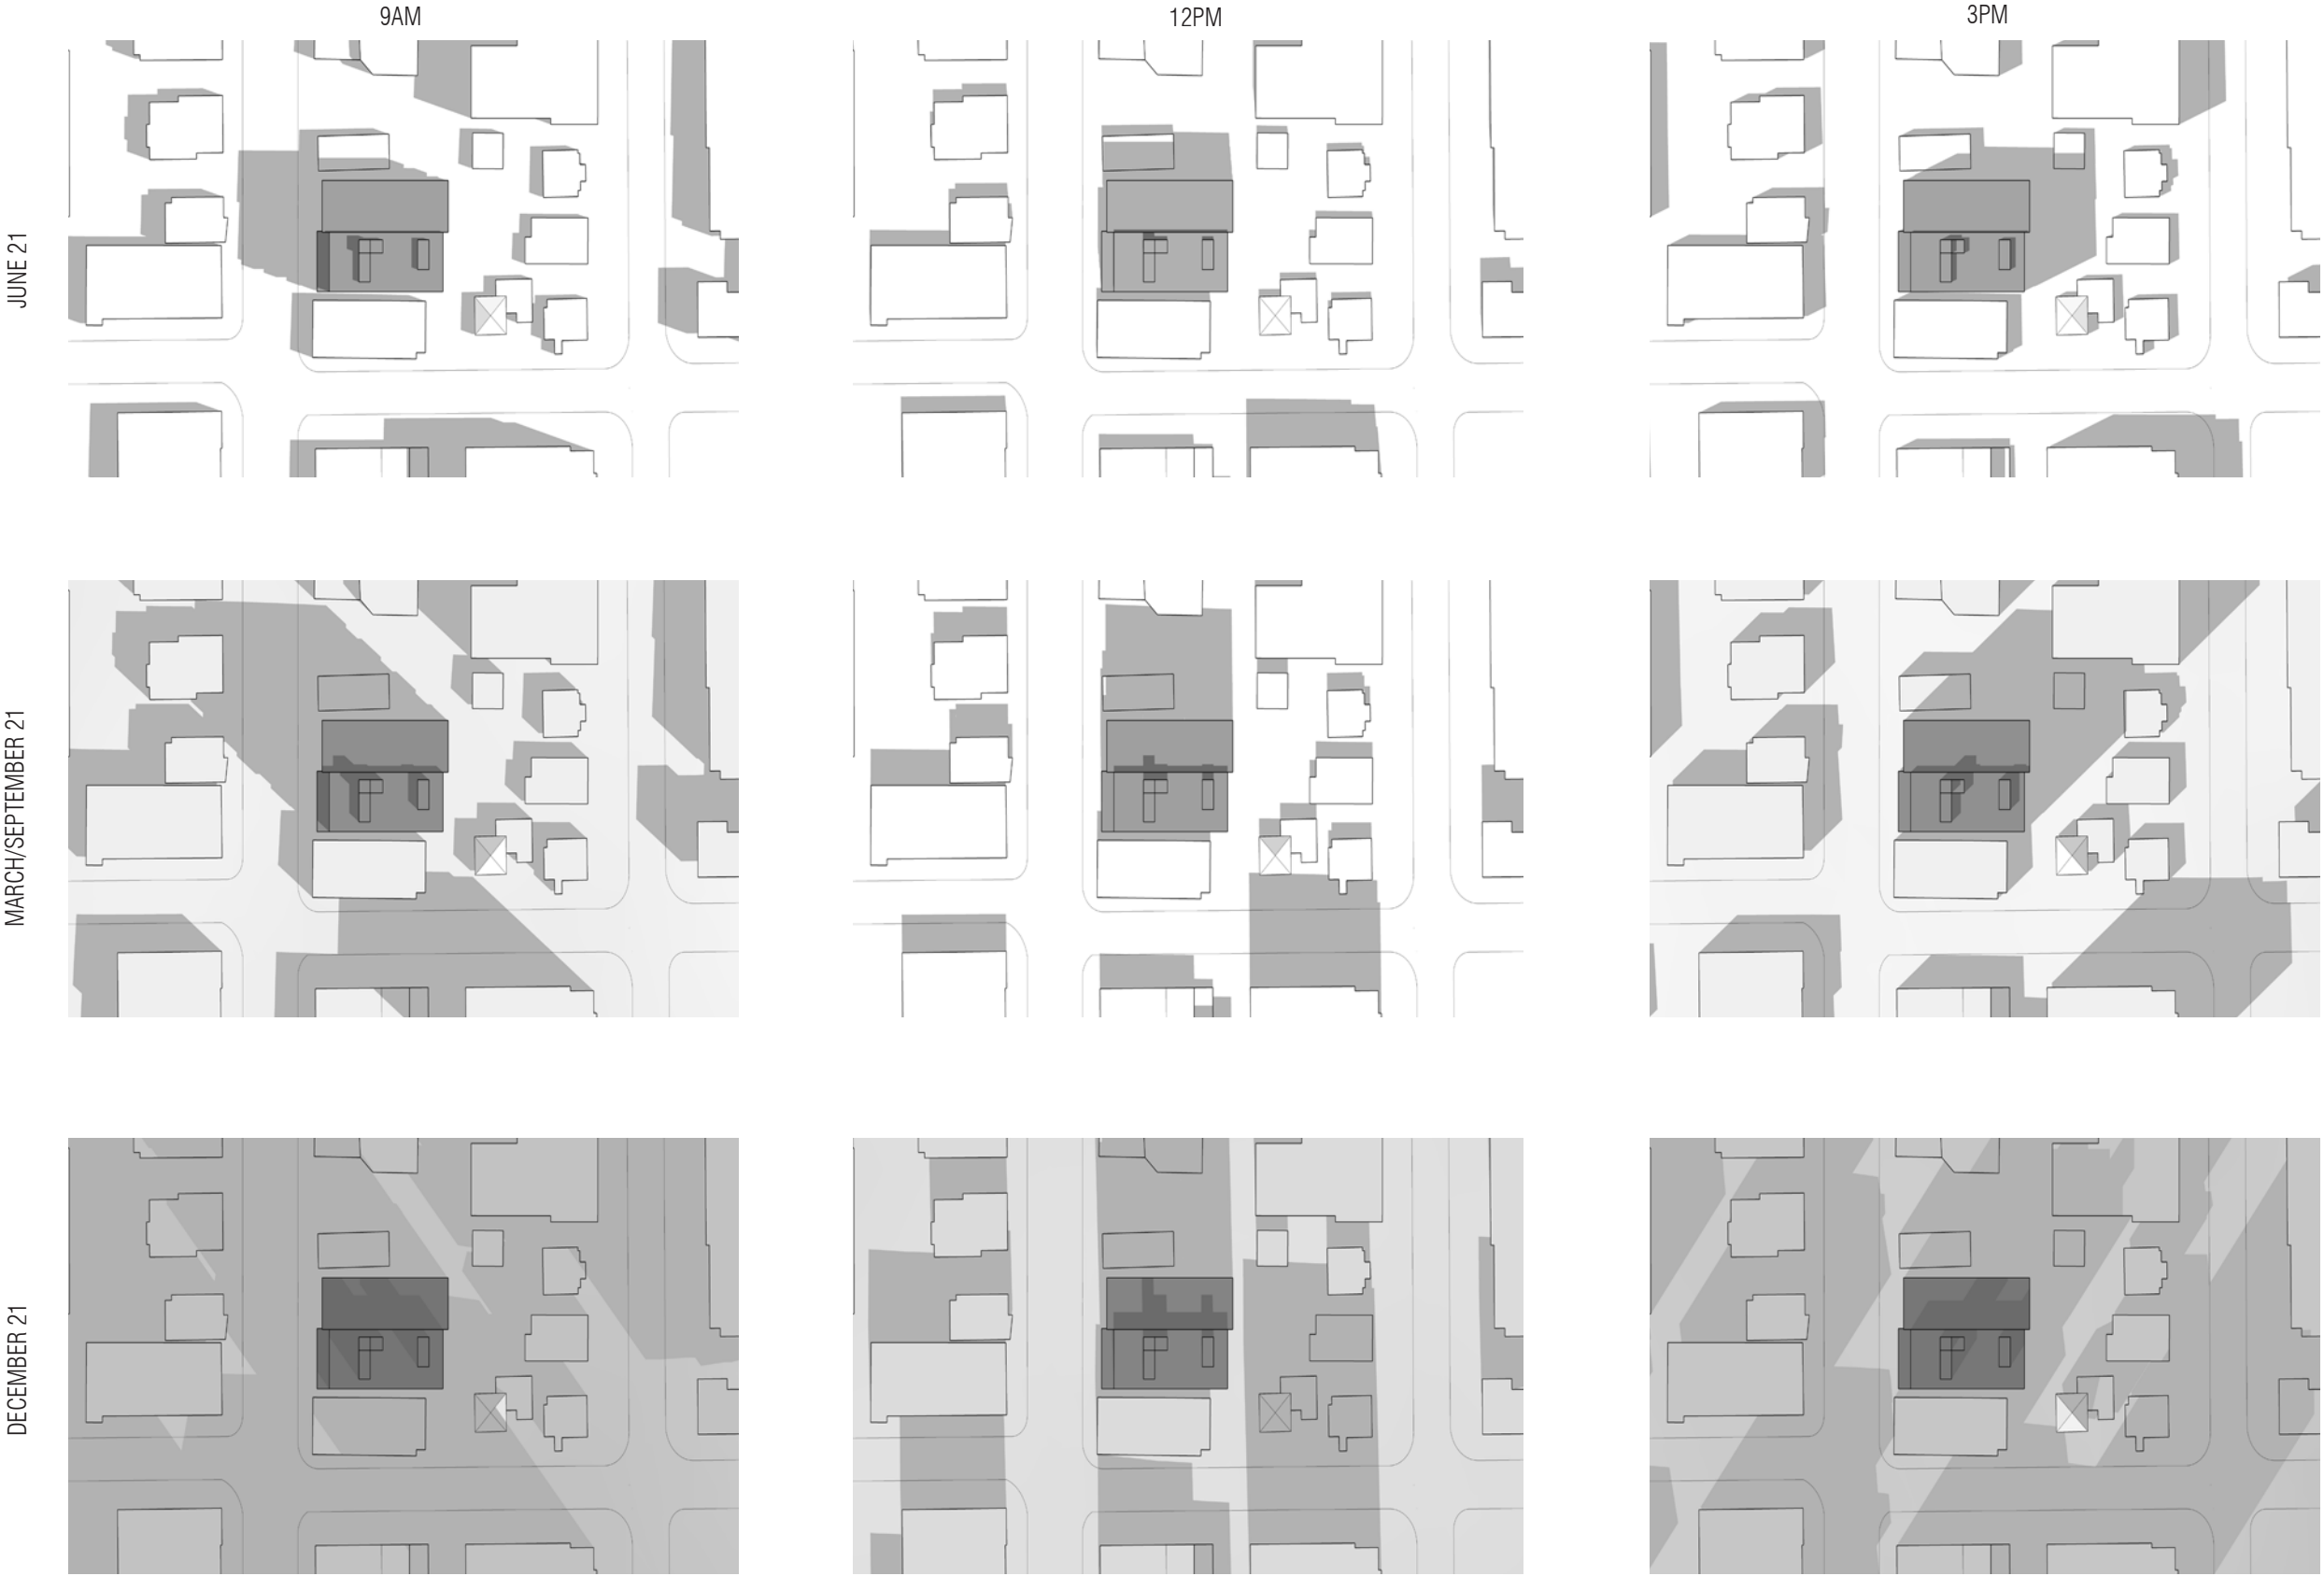 9AM
12PM
3PM
JUNE 21
MARCH/SEPTEMBER 21
DECEMBER 21